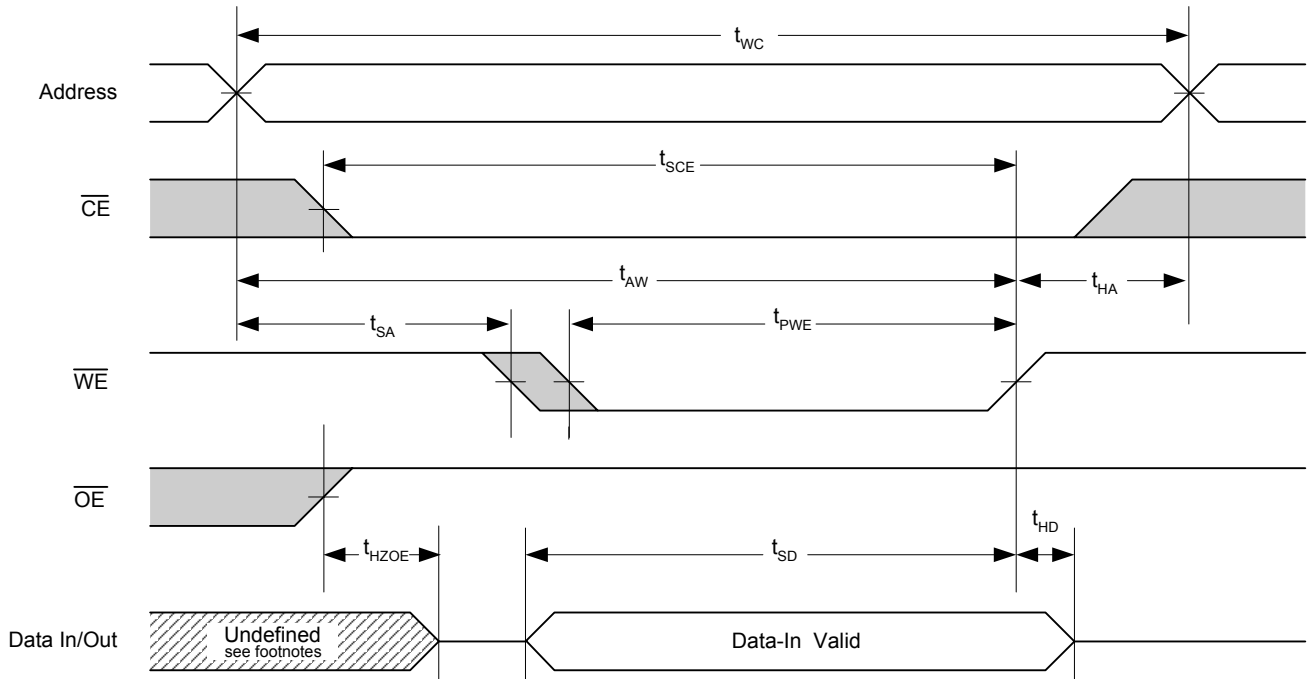 tWC
Address
tSCE
CE
tAW
tHA
tSA
tPWE
WE
OE
tHD
tHZOE
tSD
Data In/Out
Undefined
see footnotes
Data-In Valid